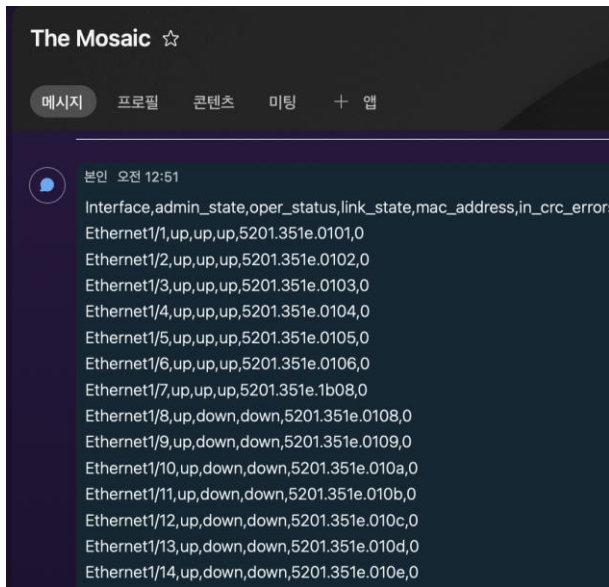 The Mosaic ☆
메시지 프로필 콘텐츠 미팅 + 앱
본인 오전 12:51
Interface,admin_state,oper_status,link_state,mac_address,in_crc_errors
Ethernet1/1,up,up,up,5201.351e.0101,0
Ethernet1/2,up,up,up,5201.351e.0102,0
Ethernet1/3,up,up,up,5201.351e.0103,0
Ethernet1/4,up,up,up,5201.351e.0104,0
Ethernet1/5,up,up,up,5201.351e.0105,0
Ethernet1/6,up,up,up,5201.351e.0106,0
Ethernet1/7,up,up,up,5201.351e.1b08,0
Ethernet1/8,up,down,down,5201.351e.0108,0
Ethernet1/9,up,down,down,5201.351e.0109,0
Ethernet1/10,up,down,down,5201.351e.010a,0
Ethernet1/11,up,down,down,5201.351e.010b,0
Ethernet1/12,up,down,down,5201.351e.010c,0
Ethernet1/13,up,down,down,5201.351e.010d,0
Ethernet1/14,up,down,down,5201.351e.010e,0